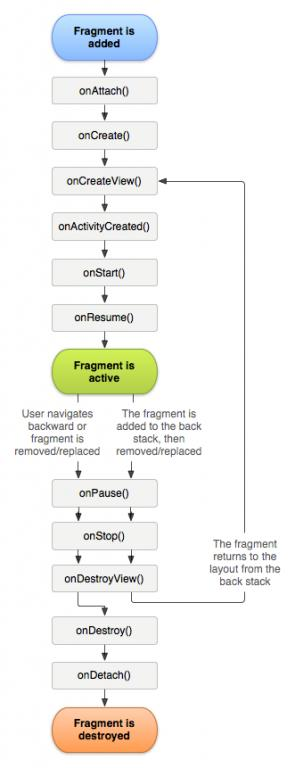 Fragment is
added
onAttach()
onCreate()
onCreateView()
onActivityCreated()
onStart()
onResume()
Fragment is
active
User navigates
backward or
fragment is
removed/replaced
The fragment is
added to the back
stack, then
removed/replaced
onPause()
onStop()
onDestroyView()
The fragment
returns to the
layout from the
back stack
onDestroy()
onDetach()
Fragment is
destroyed